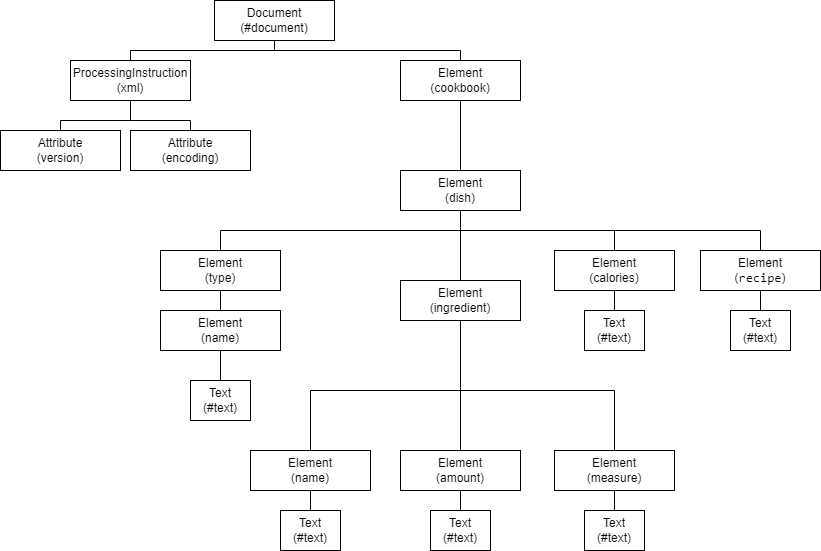 Document
(#document)
ProcessingInstruction
(xml)
Element
(cookbook)
Attribute
(version)
Attribute
(encoding)
Element
(dish)
Element
(type)
Element
(ingredient)
Element
(calories)
Element
(recipe)
Element
(name)
Text
(#text)
Text
(#text)
Text
(#text)
Element
(name)
Element
(amount)
Element
(measure)
Text
(#text)
Text
(#text)
Text
(#text)